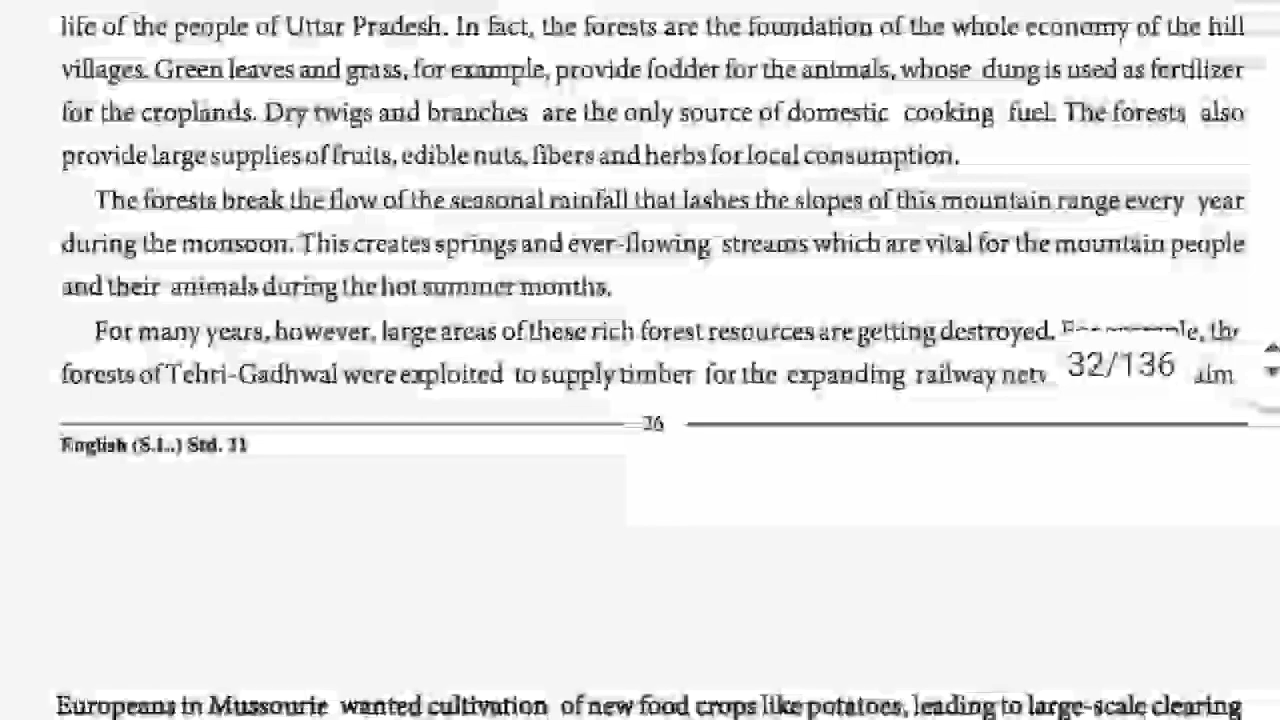 life of the people of Uttar Pradesh. In fact, the forests are the foundation of the whole economy of the hill
villages. Green leaves and grass, for example, provide fodder for the animals, whose dung is used as fertilizer
for the croplands. Dry twigs and branches are the only source of domestic cooking fuel. The forests also
provide large supplies of fruits, edible nuts, fibers and herbs for local consumption.
The forests break the flow of the seasonal rainfall that lashes the slopes of this mountain range every year
during the monsoon. This creates springs and ever-flowing streams which are vital for the mountain people
and their animals during the hot summer months.
For many years, however, large areas of these rich forest resources are getting destroyed.
forests of Tehri-Gadhwal were exploited to supply timber for the expanding railway
32/136
26
English (S.L.) Std. 11
Europeans in Mussourie wanted cultivation of new food crops like potatoes, leading to large-scale clearing